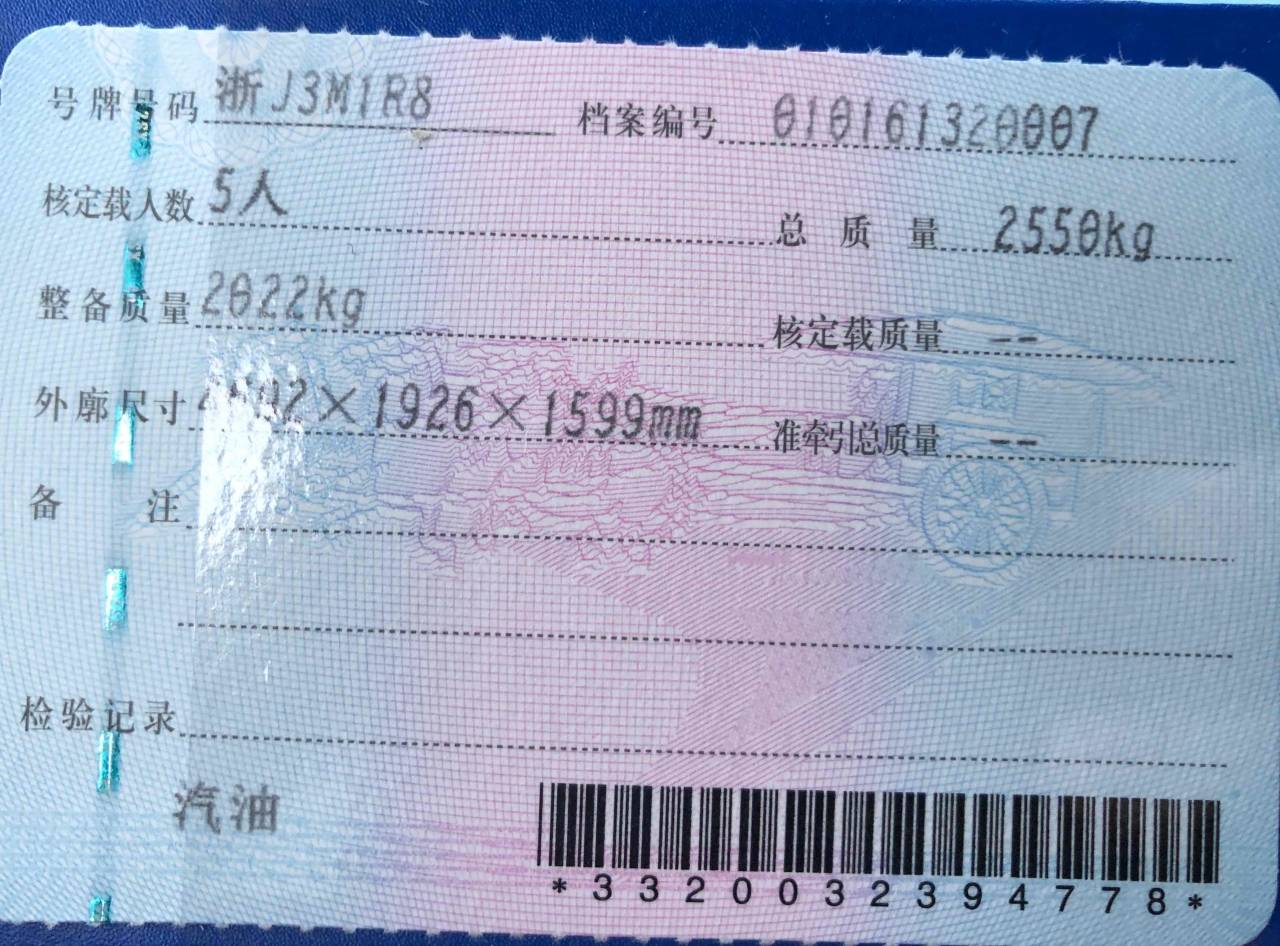 号牌号码 浙J3M1R8 档案编号 010161320007
核定载人数 5人 总质量 2550kg
整备质量 2022kg 核定载质量 --
外廓尺寸 ×1926×1599mm 准牵引总质量 --
备注
检验记录
汽油
*332003239 4778*